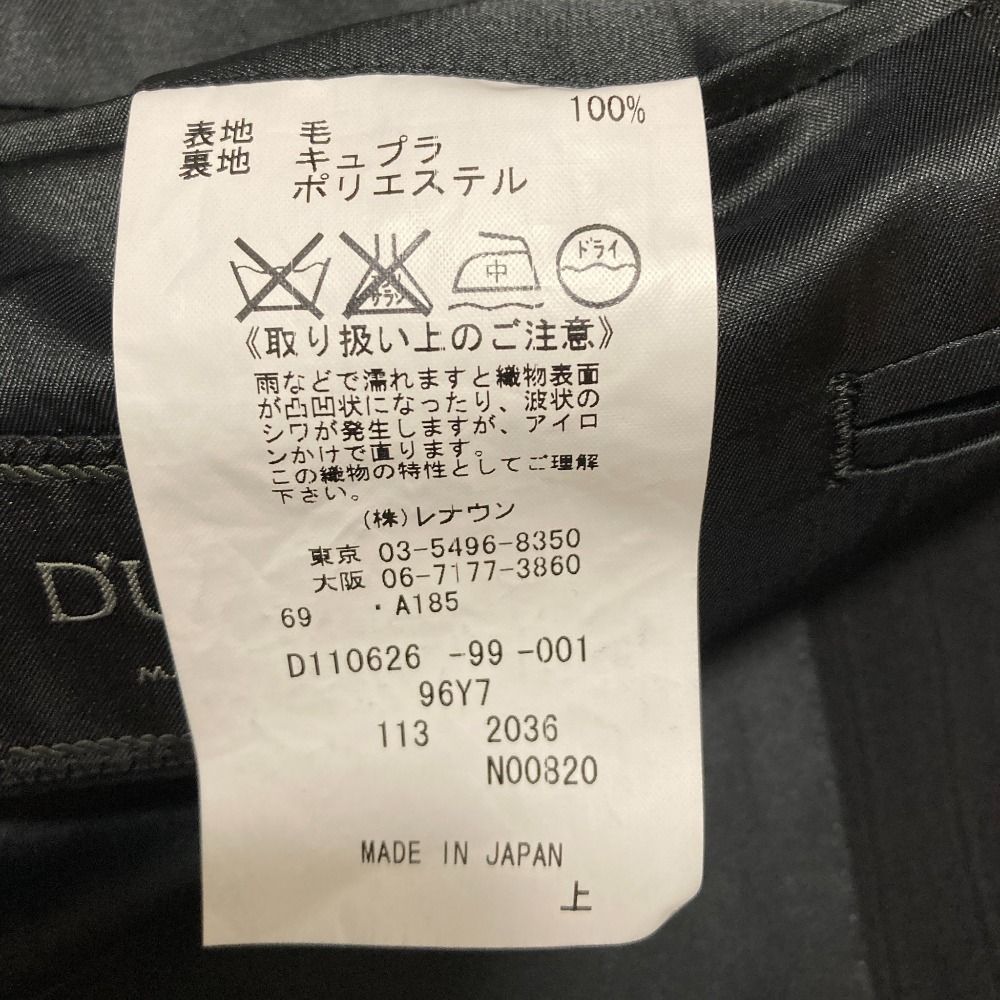 表地 毛 100%
裏地 キュプラ
ポリエステル
中
ドライ
《取り扱い上のご注意》
雨などで濡れますと織物表面
が凸凹状になったり、波状の
シワが発生しますが、アイロ
ンかけで直ります。
この織物の特性としてご理解
下さい。
(株)レナウン
東京 03-5496-8350
大阪 06-7177-3860
69 ・A185
D110626 -99 -001
96Y7
113 2036
N00820
MADE IN JAPAN
上
D'U
M.